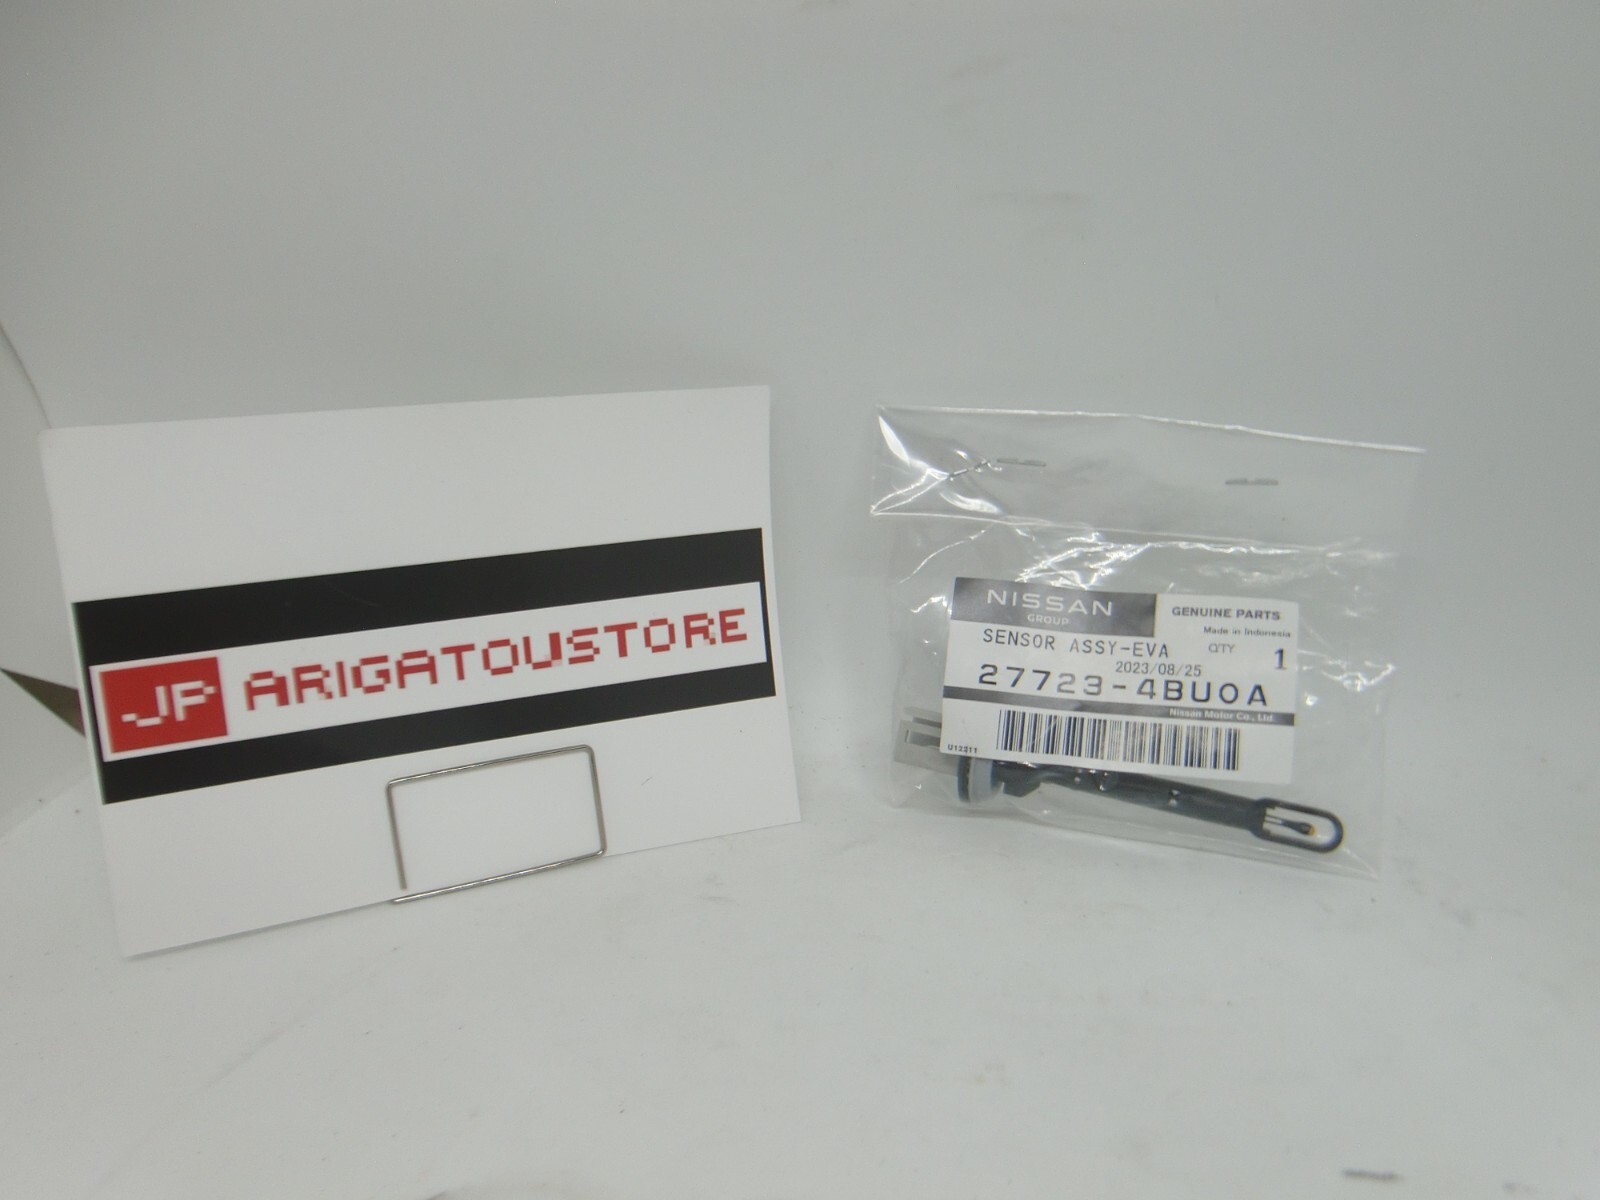 JP ARIGATOUSTORE
NISSAN
GROUP
GENUINE PARTS
Made in Indonesia
SENSOR ASSY-EVA
QTY 1
2023/08/25
27723-4BU0A
Nissan Motor Co., Ltd.
U12211